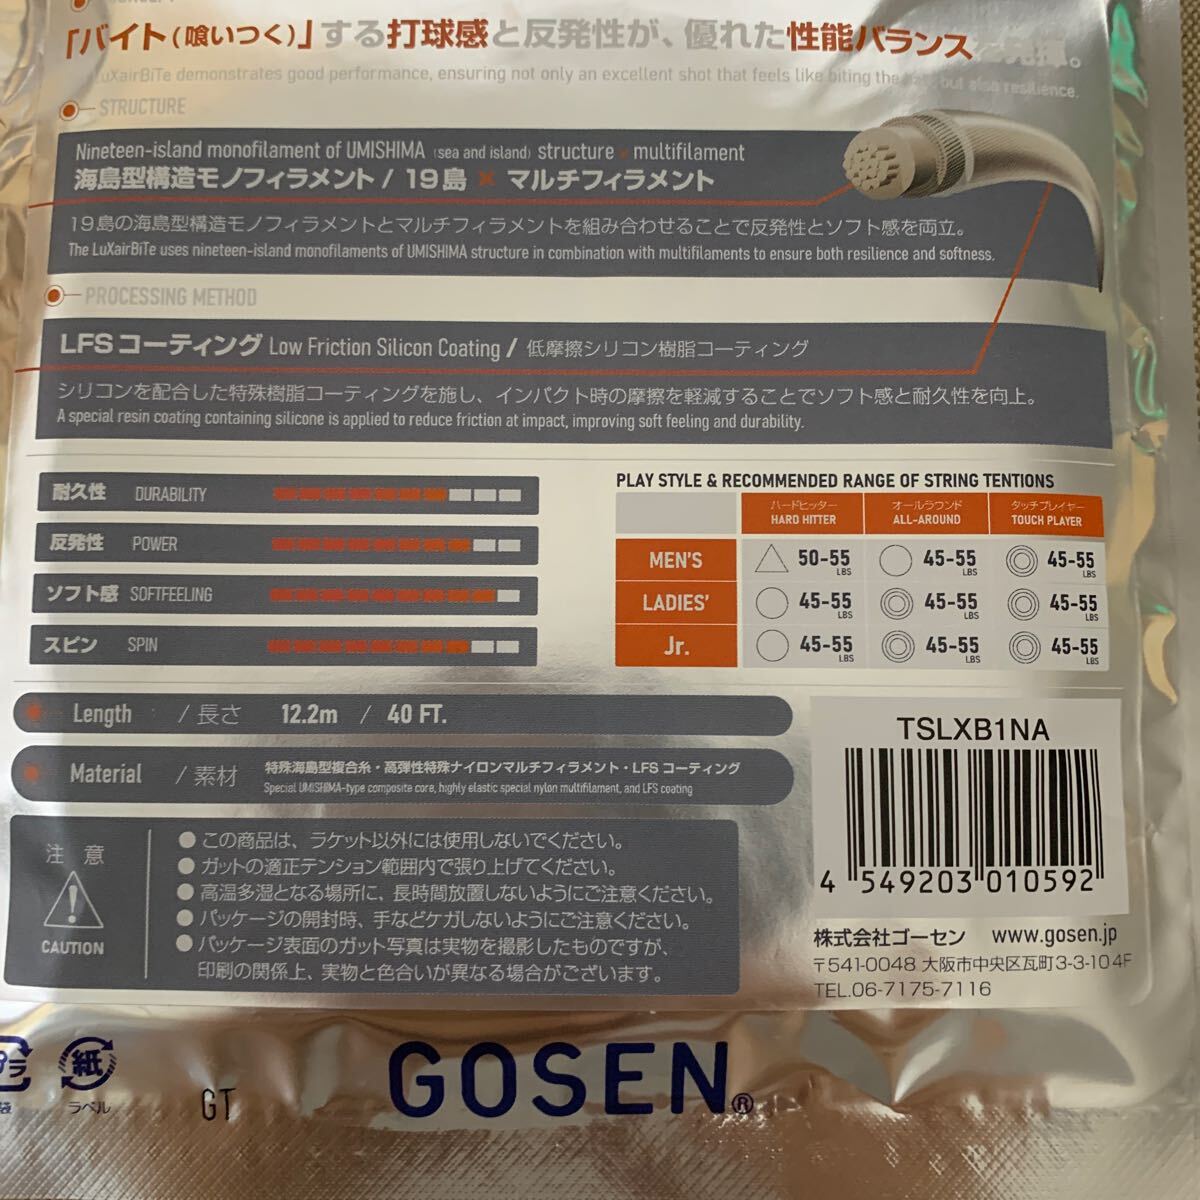 「バイト(喰いつく)」する打球感と反発性が、優れた性能バランス
LuXairBiTe demonstrates good performance, ensuring not only an excellent shot that feels like biting the but also resilience.
STRUCTURE
Nineteen-island monofilament of UMISHIMA (sea and island) structure × multifilament
海島型構造モノフィラメント / 19島 × マルチフィラメント
19島の海島型構造モノフィラメントとマルチフィラメントを組み合わせることで反発性とソフト感を両立。
The LuXairBiTe uses nineteen-island monofilaments of UMISHIMA structure in combination with multifilaments to ensure both resilience and softness.
PROCESSING METHOD
LFSコーティング Low Friction Silicon Coating / 低摩擦シリコン樹脂コーティング
シリコンを配合した特殊樹脂コーティングを施し、インパクト時の摩擦を軽減することでソフト感と耐久性を向上。
A special resin coating containing silicone is applied to reduce friction at impact, improving soft feeling and durability.
耐久性 DURABILITY
反発性 POWER
ソフト感 SOFTFEELING
スピン SPIN
PLAY STYLE & RECOMMENDED RANGE OF STRING TENTIONS
ハードヒッター オールラウンド タッチプレイヤー
HARD HITTER ALL-AROUND TOUCH PLAYER
MEN'S △ 50-55 LBS ○ 45-55 LBS ◎ 45-55 LBS
LADIES' ○ 45-55 LBS ◎ 45-55 LBS ◎ 45-55 LBS
Jr. ○ 45-55 LBS ◎ 45-55 LBS ◎ 45-55 LBS
Length / 長さ 12.2m / 40 FT.
Material / 素材 特殊海島型複合糸・高弾性特殊ナイロンマルチフィラメント・LFSコーティング
Special UMISHIMA-type composite core, highly elastic special nylon multifilament, and LFS coating
注意
CAUTION
●この商品は、ラケット以外には使用しないでください。
●ガットの適正テンション範囲内で張り上げてください。
●高温多湿となる場所に、長時間放置しないようにご注意ください。
●パッケージの開封時、手などケガしないようにご注意ください。
●パッケージ表面のガット写真は実物を撮影したものですが、
印刷の関係上、実物と色合いが異なる場合がございます。
TSLXB1NA
4 549203 010592
株式会社ゴーセン www.gosen.jp
〒541-0048 大阪市中央区瓦町3-3-10 4F
TEL.06-7175-7116
プラ
袋
紙
ラベル
GT
GOSEN®